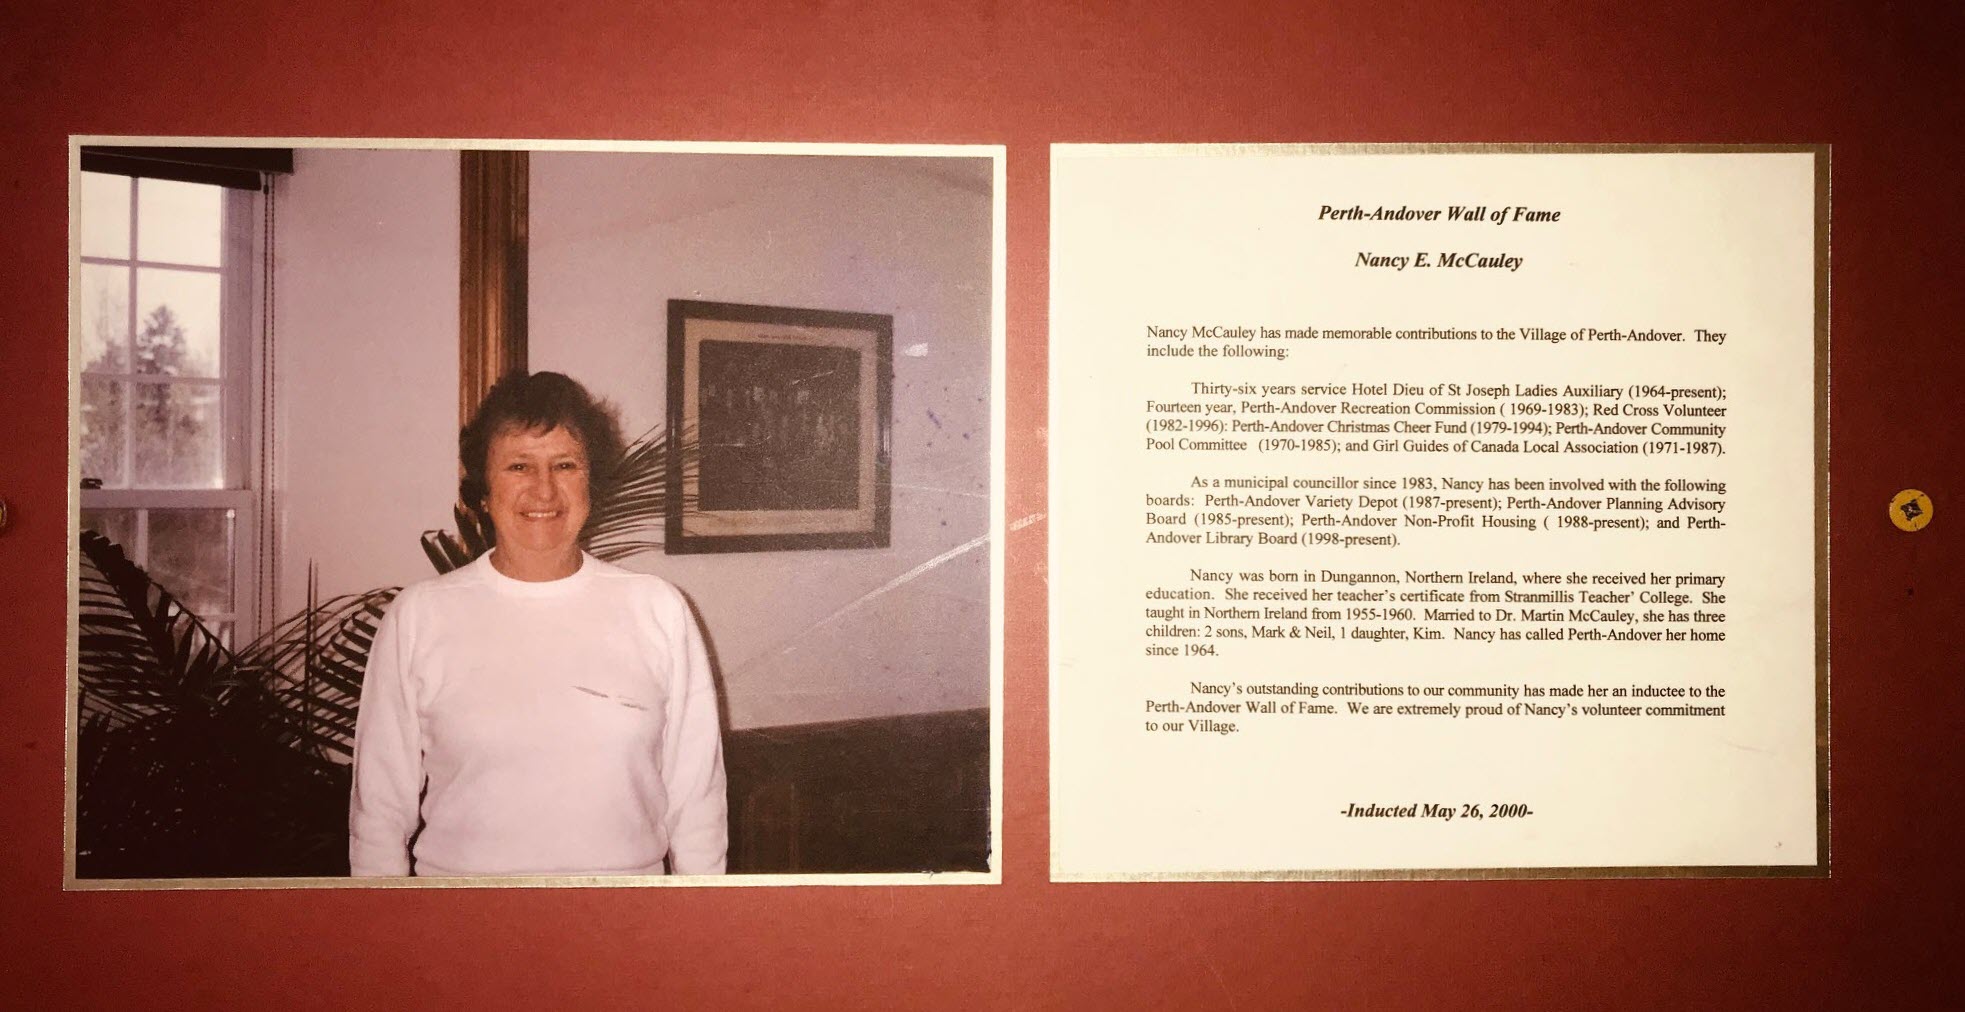 Perth-Andover Wall of Fame
Nancy E. McCauley
Nancy McCauley has made memorable contributions to the Village of Perth-Andover. They
include the following:
Thirty-six years service Hotel Dieu of St Joseph Ladies Auxiliary (1964-present);
Fourteen year, Perth-Andover Recreation Commission ( 1969-1983); Red Cross Volunteer
(1982-1996): Perth-Andover Christmas Cheer Fund (1979-1994); Perth-Andover Community
Pool Committee (1970-1985); and Girl Guides of Canada Local Association (1971-1987).
As a municipal councillor since 1983, Nancy has been involved with the following
boards: Perth-Andover Variety Depot (1987-present); Perth-Andover Planning Advisory
Board (1985-present); Perth-Andover Non-Profit Housing ( 1988-present); and Perth-
Andover Library Board (1998-present).
Nancy was born in Dungannon, Northern Ireland, where she received her primary
education. She received her teacher's certificate from Stranmillis Teacher' College. She
taught in Northern Ireland from 1955-1960. Married to Dr. Martin McCauley, she has three
children: 2 sons, Mark & Neil, 1 daughter, Kim. Nancy has called Perth-Andover her home
since 1964.
Nancy's outstanding contributions to our community has made her an inductee to the
Perth-Andover Wall of Fame. We are extremely proud of Nancy's volunteer commitment
to our Village.
-Inducted May 26, 2000-